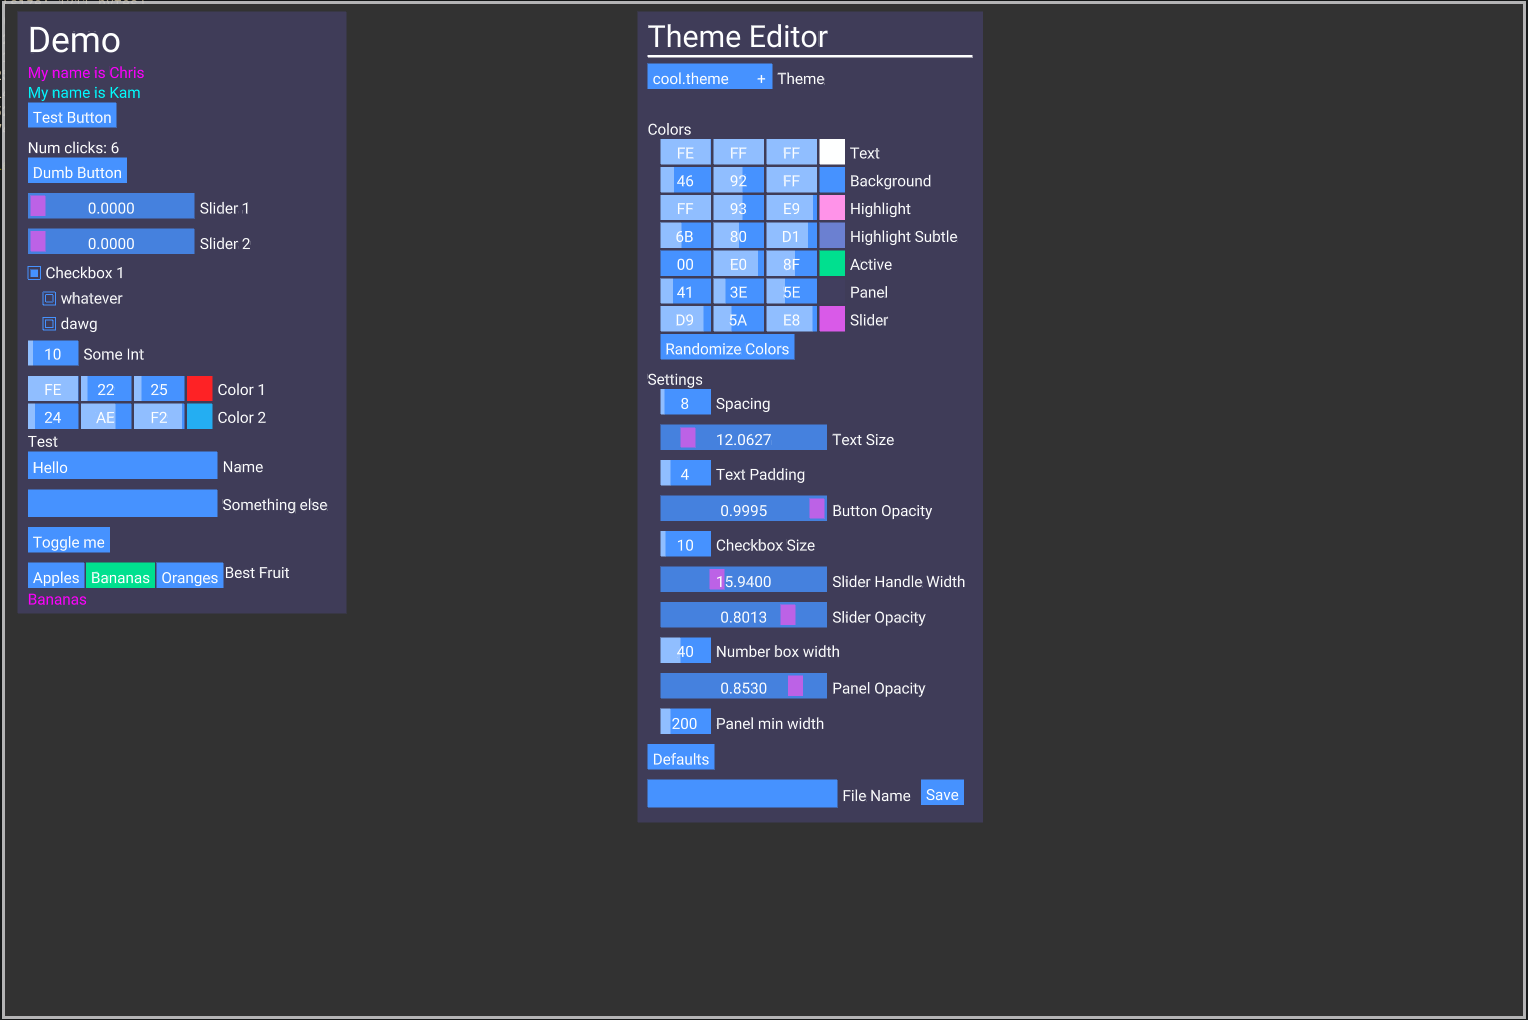 Demo
My name is Chris
My name is Kam
Test Button
Num clicks: 6
Dumb Button
0.0000 Slider 1
0.0000 Slider 2
Checkbox 1
whatever
dawg
10 Some Int
FE 22 25 Color 1
24 AE F2 Color 2
Test
Hello Name
Something else
Toggle me
Apples Bananas Oranges Best Fruit
Bananas
Theme Editor
cool.theme + Theme
Colors
FE FF FF Text
46 92 FF Background
FF 93 E9 Highlight
6B 80 D1 Highlight Subtle
00 E0 8F Active
41 3E 5E Panel
D9 5A E8 Slider
Randomize Colors
Settings
8 Spacing
12.0627 Text Size
4 Text Padding
0.9995 Button Opacity
10 Checkbox Size
15.9400 Slider Handle Width
0.8013 Slider Opacity
40 Number box width
0.8530 Panel Opacity
200 Panel min width
Defaults
File Name Save